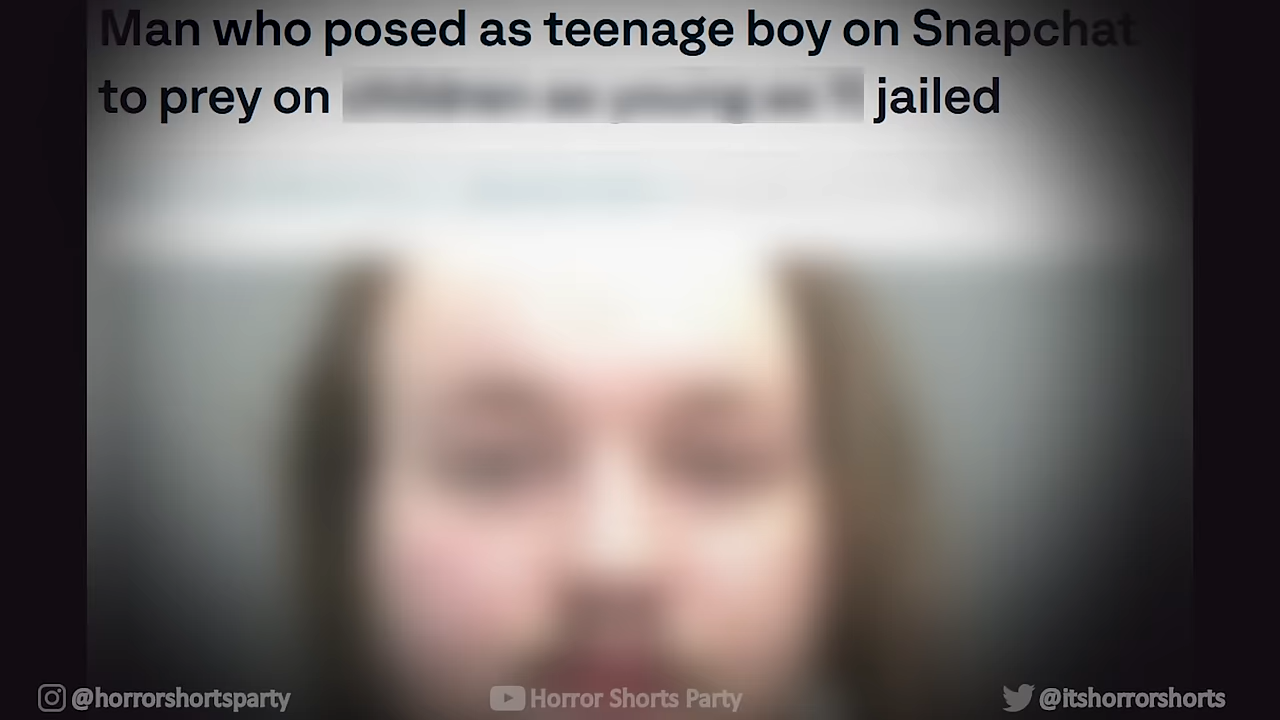 Man who posed as teenage boy on Snapchat
to prey on jailed
@horrorshortsparty
Horror Shorts Party
@itshorrorshorts